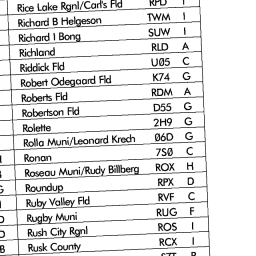 Rice Lake Rgnl/Carl's Fld RPD I
Richard B Helgeson TWM I
Richard I Bong SUW I
Richland RLD A
Riddick Fld U05 C
Robert Odegaard Fld K74 G
Roberts Fld RDM A
Robertson Fld D55 G
Rolette 2H9 G
Rolla Muni/Leonard Krech 06D G
Ronan 7S0 C
Roseau Muni/Rudy Billberg ROX H
Roundup RPX D
Ruby Valley Fld RVF C
Rugby Muni RUG F
Rush City Rgnl ROS I
Rusk County RCX I